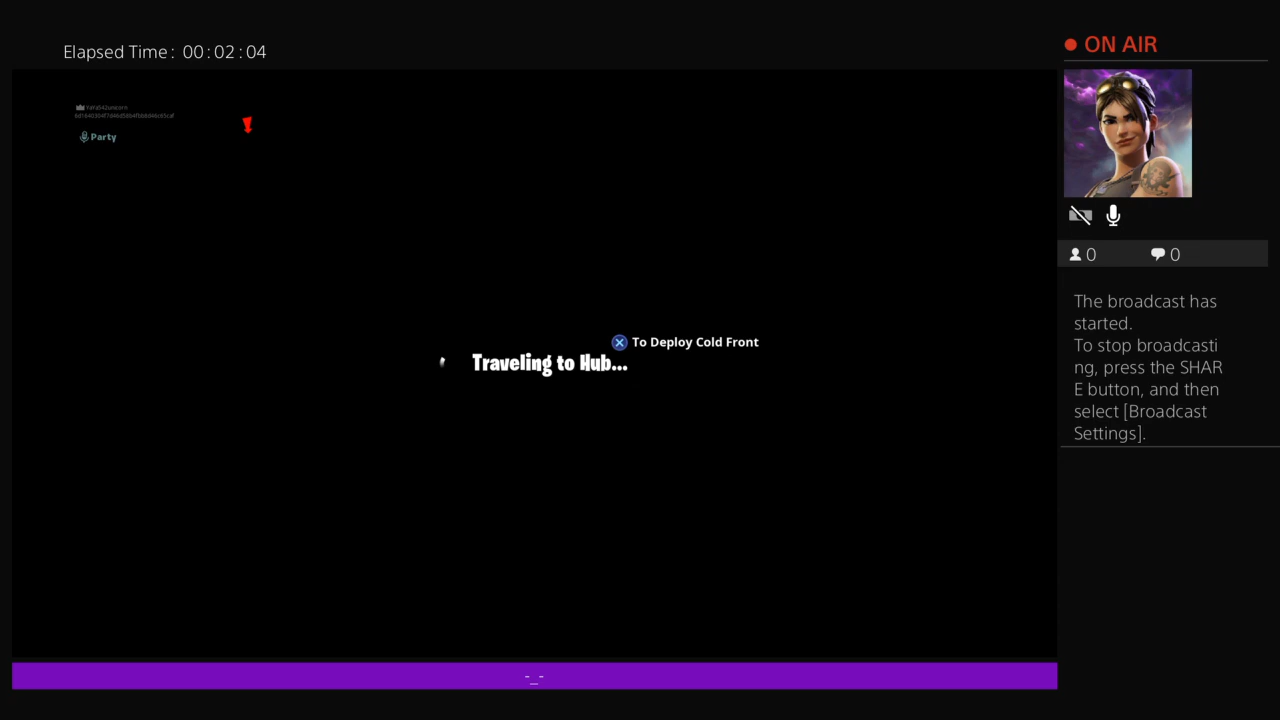 Elapsed Time: 00:02:04
ON AIR
Party
0
0
To Deploy Cold Front
Traveling to Hub...
The broadcast has
started.
To stop broadcasti
ng, press the SHAR
E button, and then
select [Broadcast
Settings].
-_-